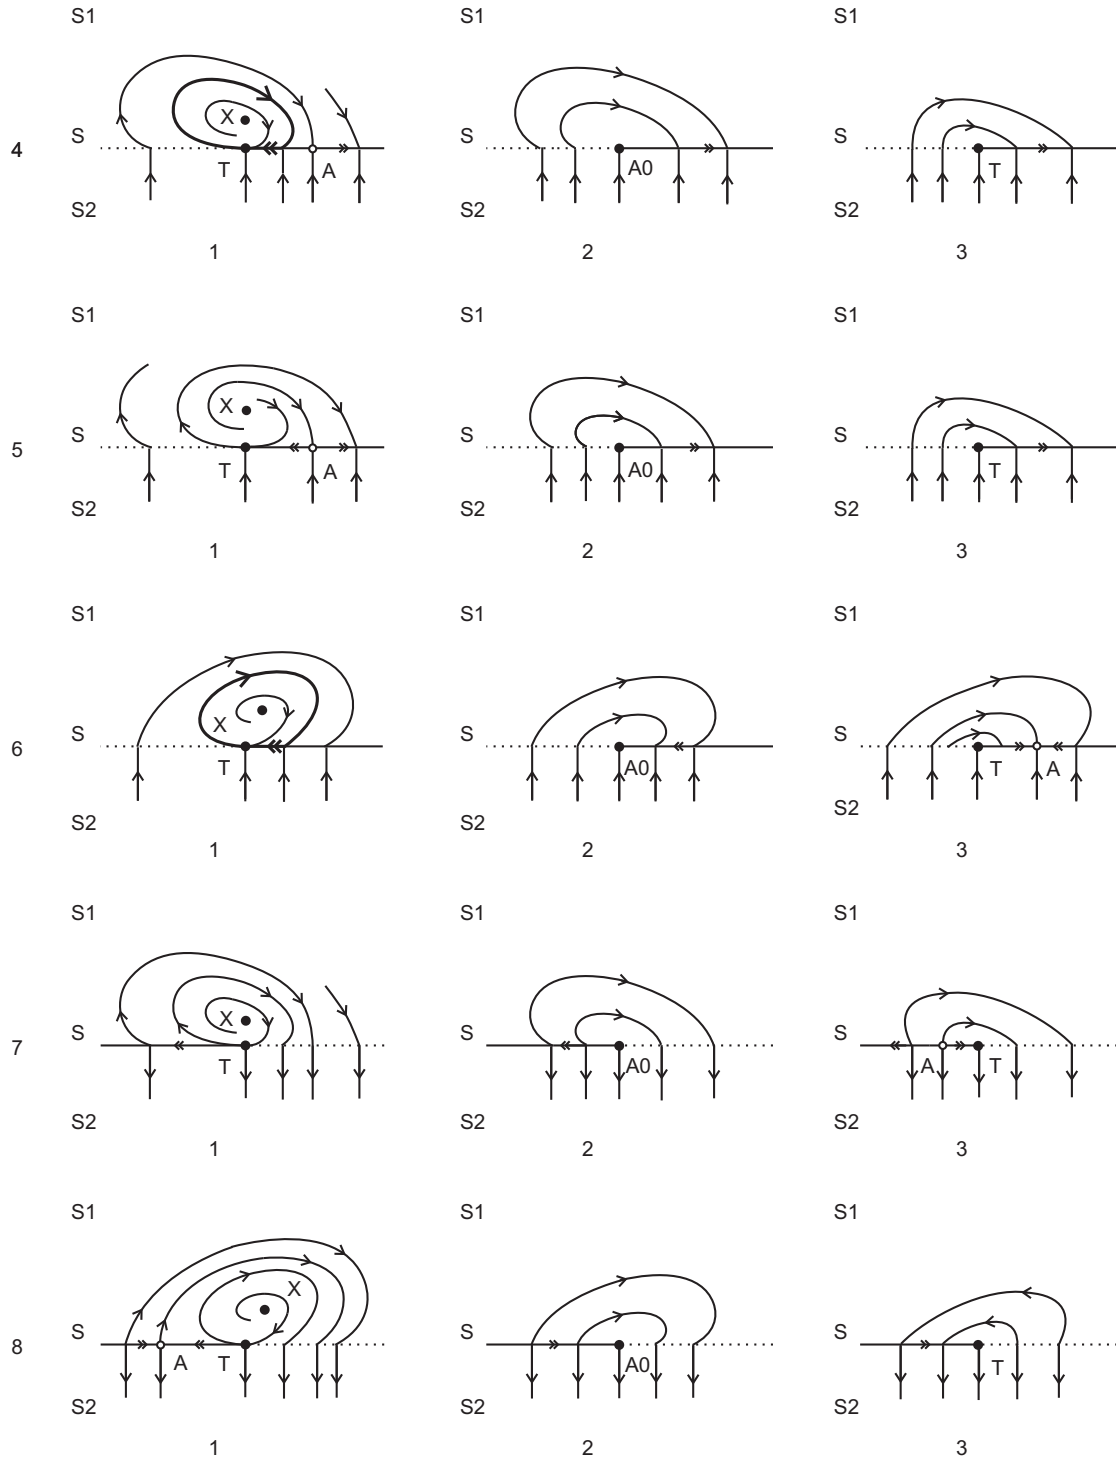 S1 S1 S1
X
4 S S S
T A A0 T
S2 S2 S2
1 2 3
S1 S1 S1
X
5 S S S
T A A0 T
S2 S2 S2
1 2 3
S1 S1 S1
X
6 S S S
T A0 T A
S2 S2 S2
1 2 3
S1 S1 S1
X
7 S S S
T A0 A T
S2 S2 S2
1 2 3
S1 S1 S1
X
8 S S S
A T A0 T
S2 S2 S2
1 2 3